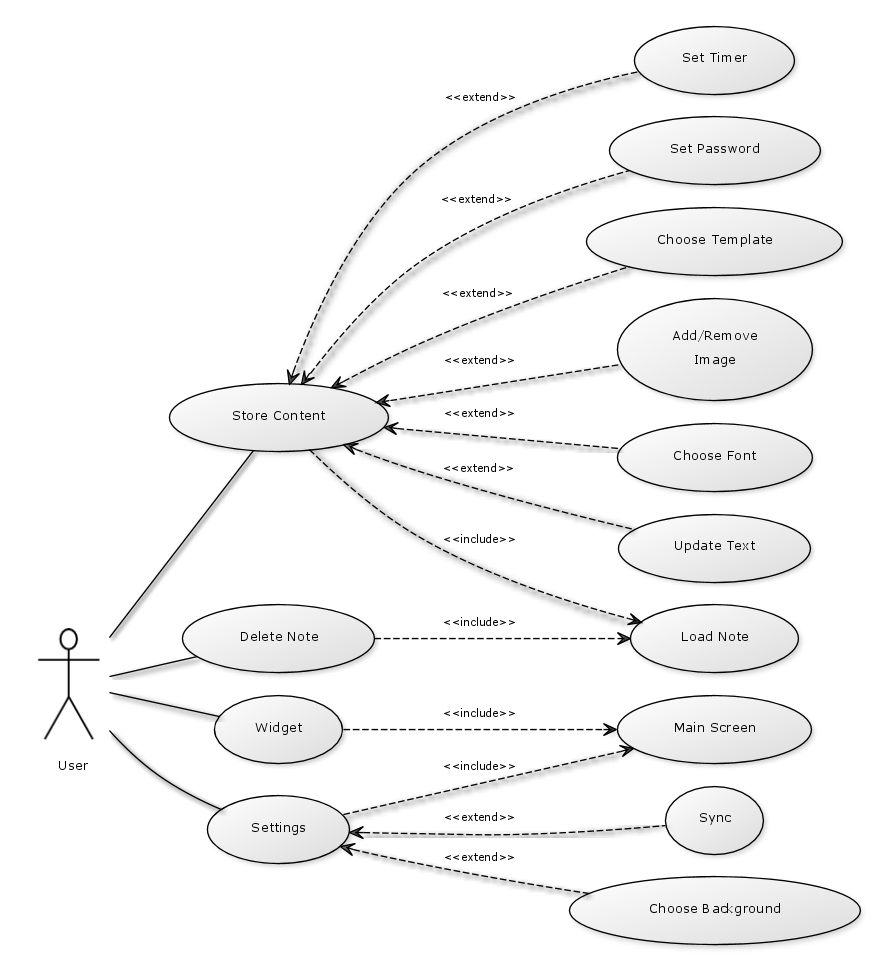 Set Timer
<<extend>>
Set Password
<<extend>>
Choose Template
<<extend>>
Add/Remove
Image
<<extend>>
Store Content
<<extend>>
Choose Font
<<extend>>
Update Text
<<include>>
Delete Note
<<include>>
Load Note
Widget
<<include>>
Main Screen
User
<<include>>
Settings
<<extend>>
Sync
<<extend>>
Choose Background